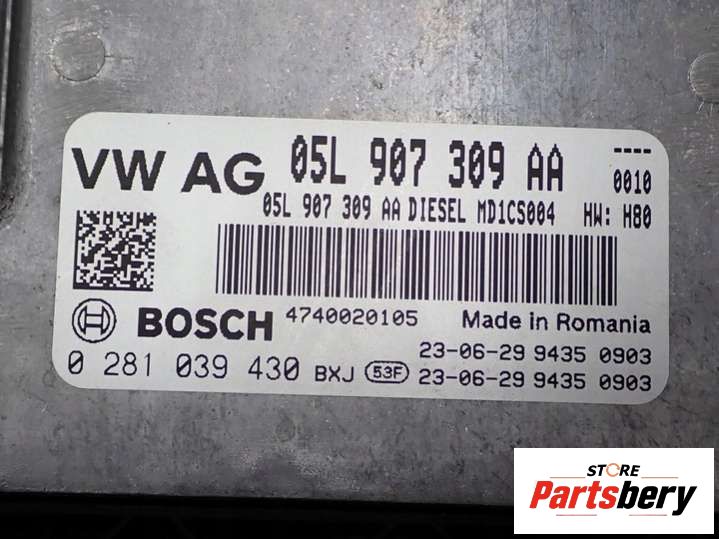 VW AG 05L 907 309 AA ----
0010
05L 907 309 AA DIESEL MD1CS004 HW: H80
BOSCH 4740020105 Made in Romania
23-06-29 9435 0903
0 281 039 430 BXJ 53F 23-06-29 9435 0903
STORE
Partsbery